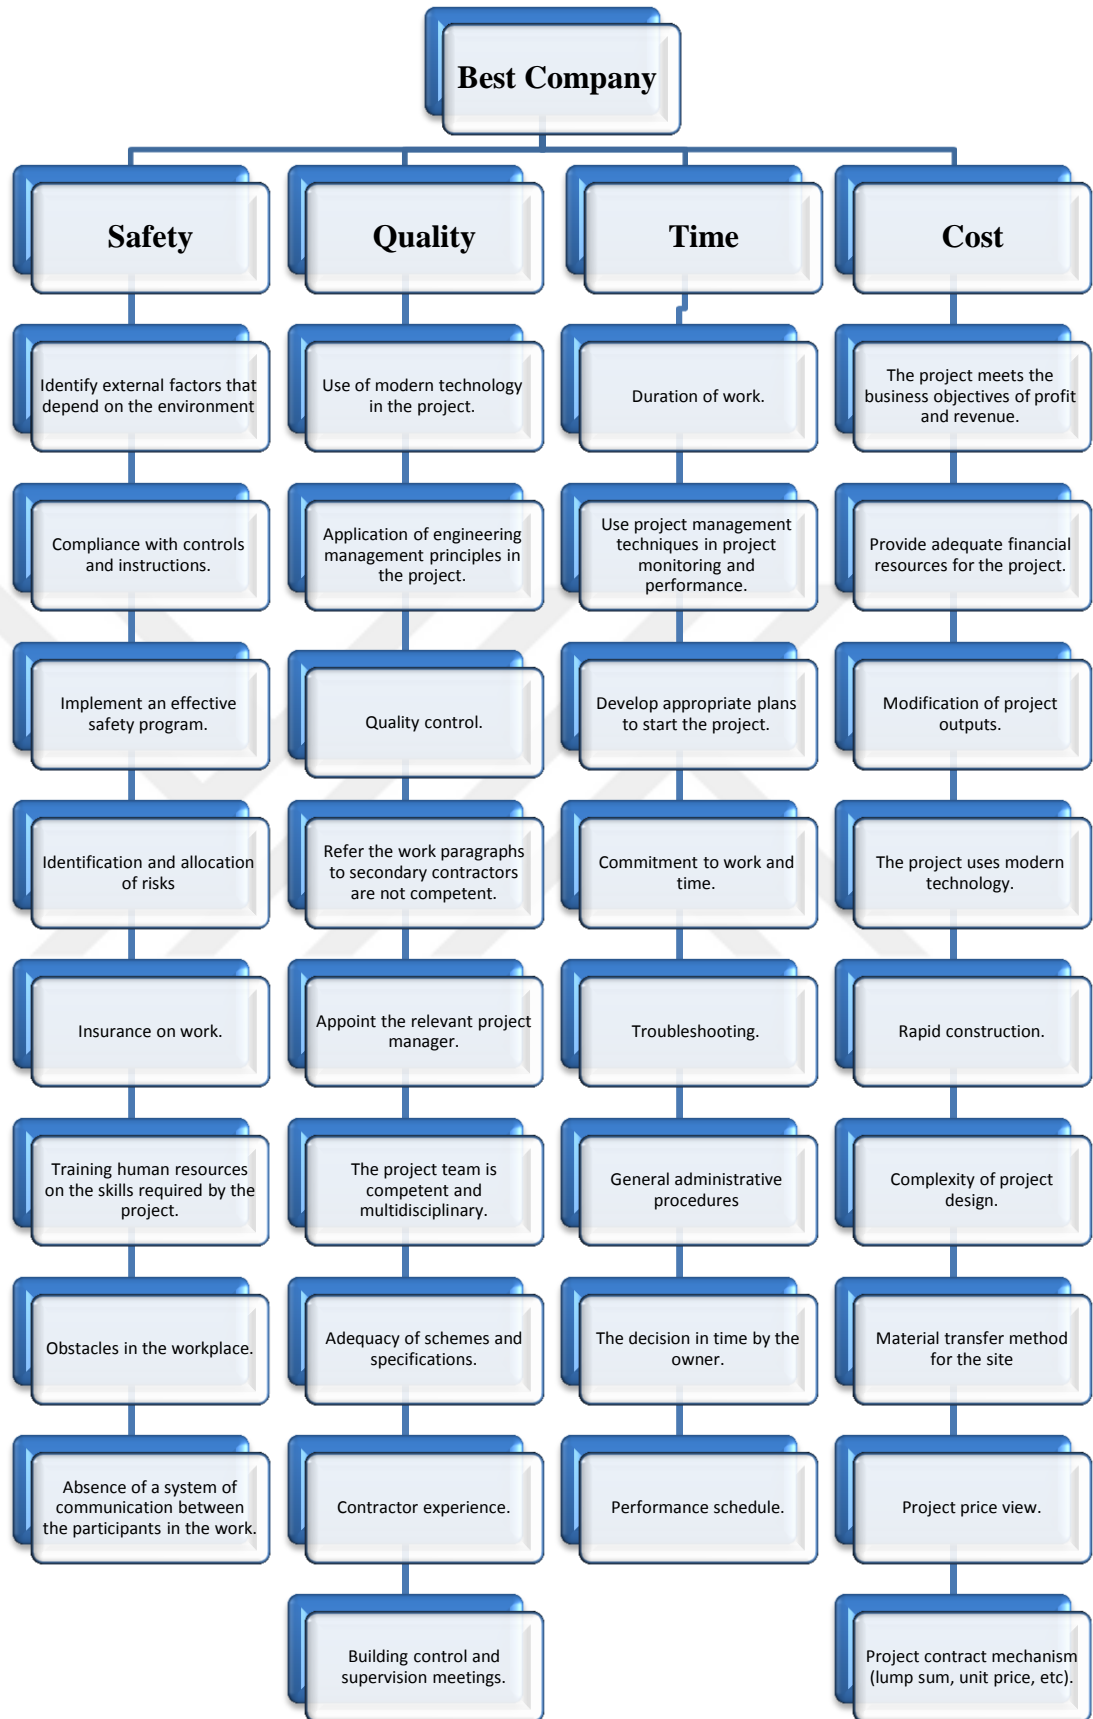 Best Company
Safety
Quality
Time
Cost
Identify external factors that
depend on the environment
Use of modern technology
in the project.
Duration of work.
The project meets the
business objectives of profit
and revenue.
Compliance with controls
and instructions.
Application of engineering
management principles in
the project.
Use project management
techniques in project
monitoring and
performance.
Provide adequate financial
resources for the project.
Implement an effective
safety program.
Quality control.
Develop appropriate plans
to start the project.
Modification of project
outputs.
Identification and allocation
of risks
Refer the work paragraphs
to secondary contractors
are not competent.
Commitment to work and
time.
The project uses modern
technology.
Insurance on work.
Appoint the relevant project
manager.
Troubleshooting.
Rapid construction.
Training human resources
on the skills required by the
project.
The project team is
competent and
multidisciplinary.
General administrative
procedures
Complexity of project
design.
Obstacles in the workplace.
Adequacy of schemes and
specifications.
The decision in time by the
owner.
Material transfer method
for the site
Absence of a system of
communication between
the participants in the work.
Contractor experience.
Performance schedule.
Project price view.
Building control and
supervision meetings.
Project contract mechanism
(lump sum, unit price, etc).